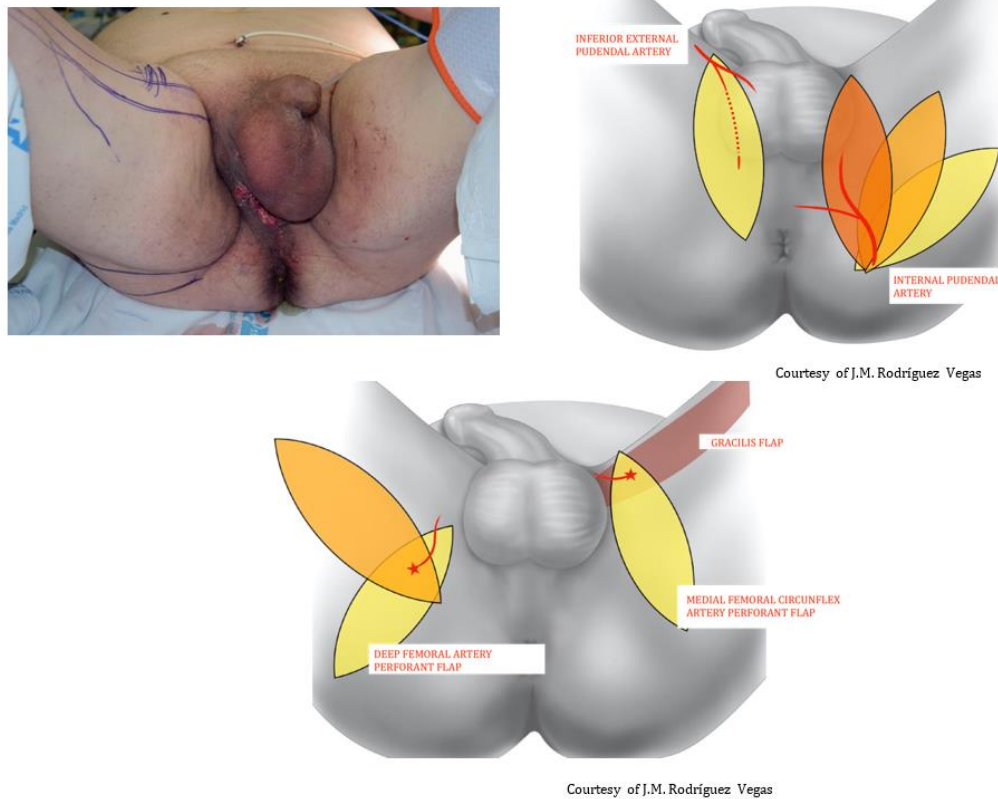 INFERIOR EXTERNAL
PUDENDAL ARTERY
INTERNAL PUDENDAL
ARTERY
Courtesy of J.M. Rodríguez Vegas
GRACILIS FLAP
MEDIAL FEMORAL CIRCUNFLEX
ARTERY PERFORANT FLAP
DEEP FEMORAL ARTERY
PERFORANT FLAP
Courtesy of J.M. Rodríguez Vegas